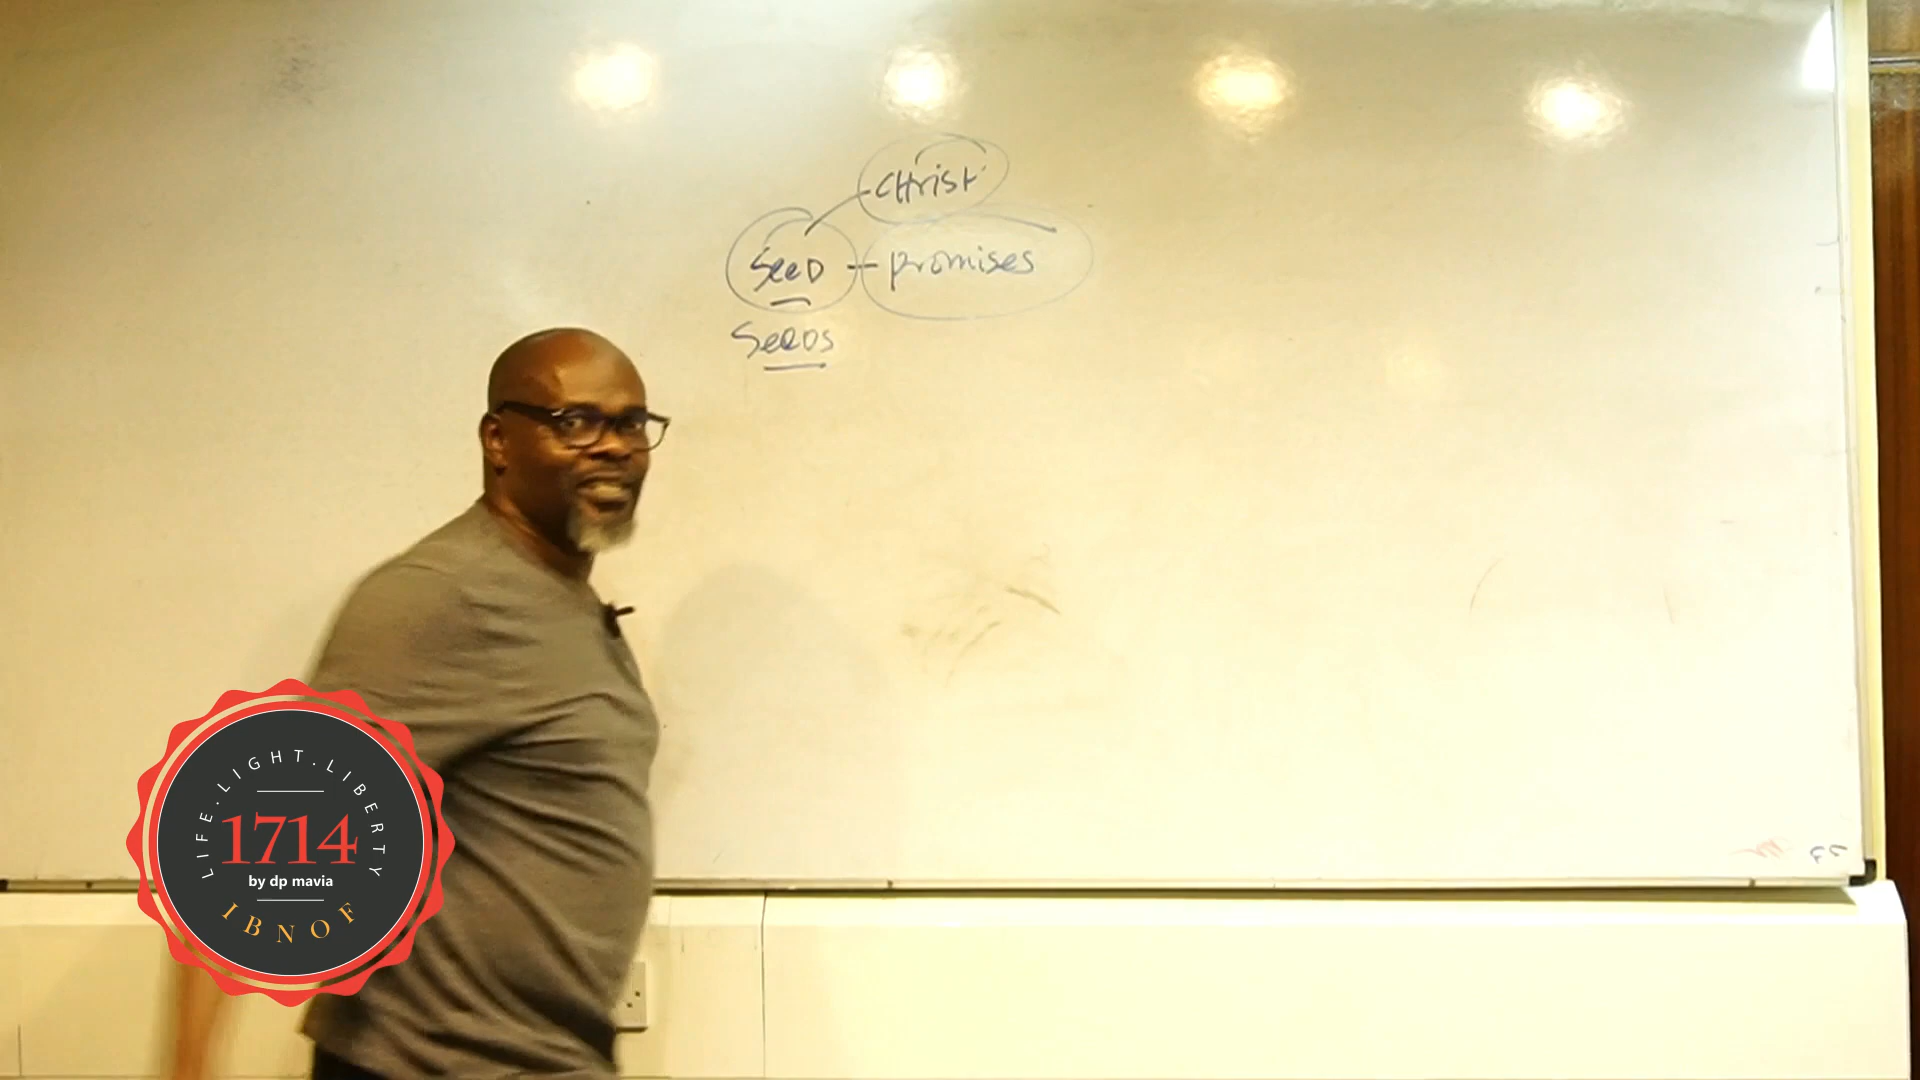 CHrist
SeeD - promises
SeeDs
LIFE.LIGHT.LIBERTY
1714
by dp mavia
IBNOF